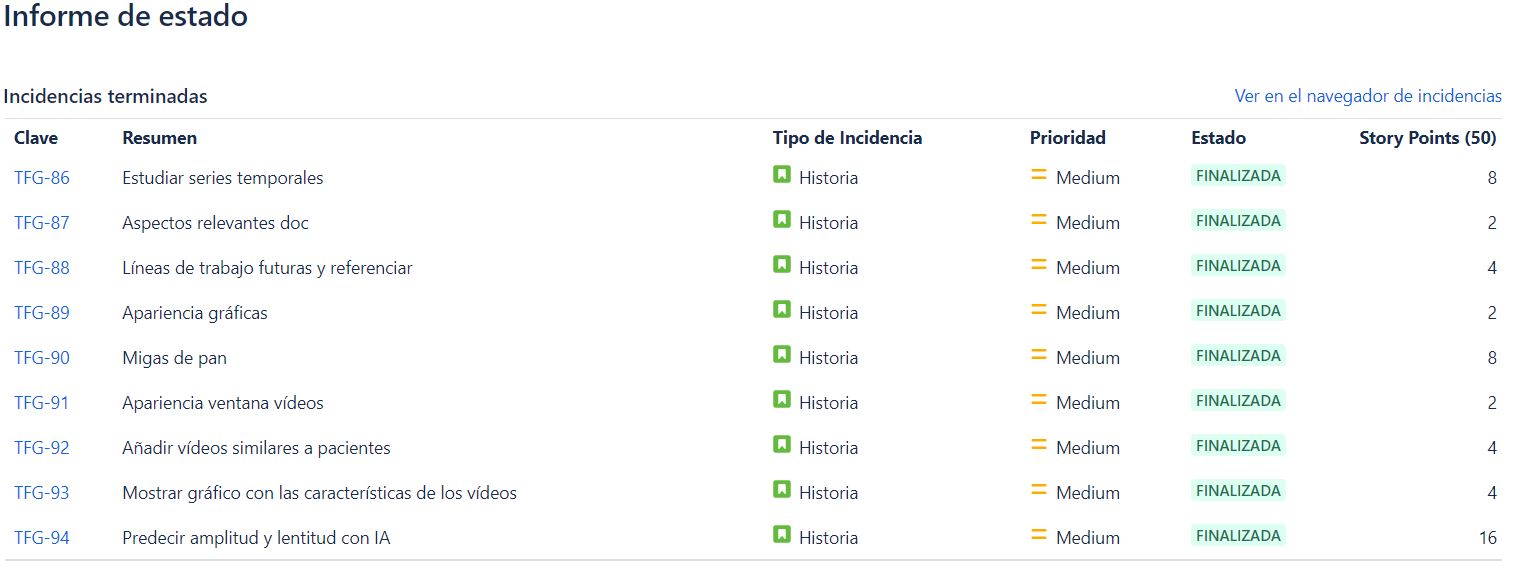 Informe de estado
Incidencias terminadas Ver en el navegador de incidencias
Clave Resumen Tipo de Incidencia Prioridad Estado Story Points (50)
TFG-86 Estudiar series temporales Historia Medium FINALIZADA 8
TFG-87 Aspectos relevantes doc Historia Medium FINALIZADA 2
TFG-88 Líneas de trabajo futuras y referenciar Historia Medium FINALIZADA 4
TFG-89 Apariencia gráficas Historia Medium FINALIZADA 2
TFG-90 Migas de pan Historia Medium FINALIZADA 8
TFG-91 Apariencia ventana vídeos Historia Medium FINALIZADA 2
TFG-92 Añadir vídeos similares a pacientes Historia Medium FINALIZADA 4
TFG-93 Mostrar gráfico con las características de los vídeos Historia Medium FINALIZADA 4
TFG-94 Predecir amplitud y lentitud con IA Historia Medium FINALIZADA 16